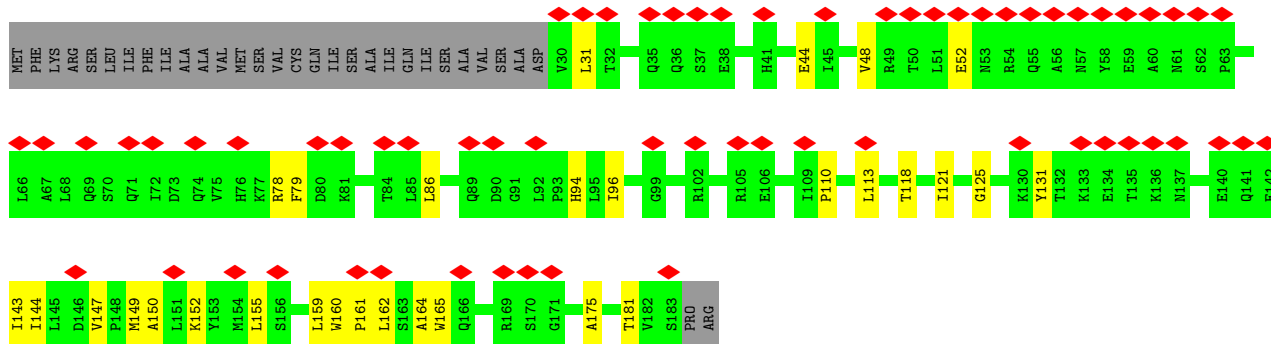 MET PHE LYS ARG SER LEU ILE ILE PHE ILE ALA ALA VAL MET SER VAL CYS GLN ILE SER ALA ILE GLN ILE SER ALA VAL SER ALA ASP V30 L31 T32 Q35 Q36 S37 E38 H41 E44 I45 V48 R49 T50 L51 E52 N53 R54 Q55 A56 N57 Y58 E59 A60 N61 S62 P63
L66 A67 L68 Q69 S70 Q71 I72 D73 Q74 V75 H76 K77 R78 F79 D80 K81 T84 L85 L86 Q89 D90 G91 L92 P93 H94 L95 I96 G99 R102 R105 E106 I109 P110 L113 T118 I121 G125 K130 Y131 T132 K133 E134 T135 K136 N137 E140 Q141 E142
I143 I144 L145 D146 V147 P148 M149 A150 L151 K152 Y153 M154 L155 S156 L159 W160 P161 L162 S163 A164 W165 Q166 R169 S170 G171 A175 T181 V182 S183 PRO ARG